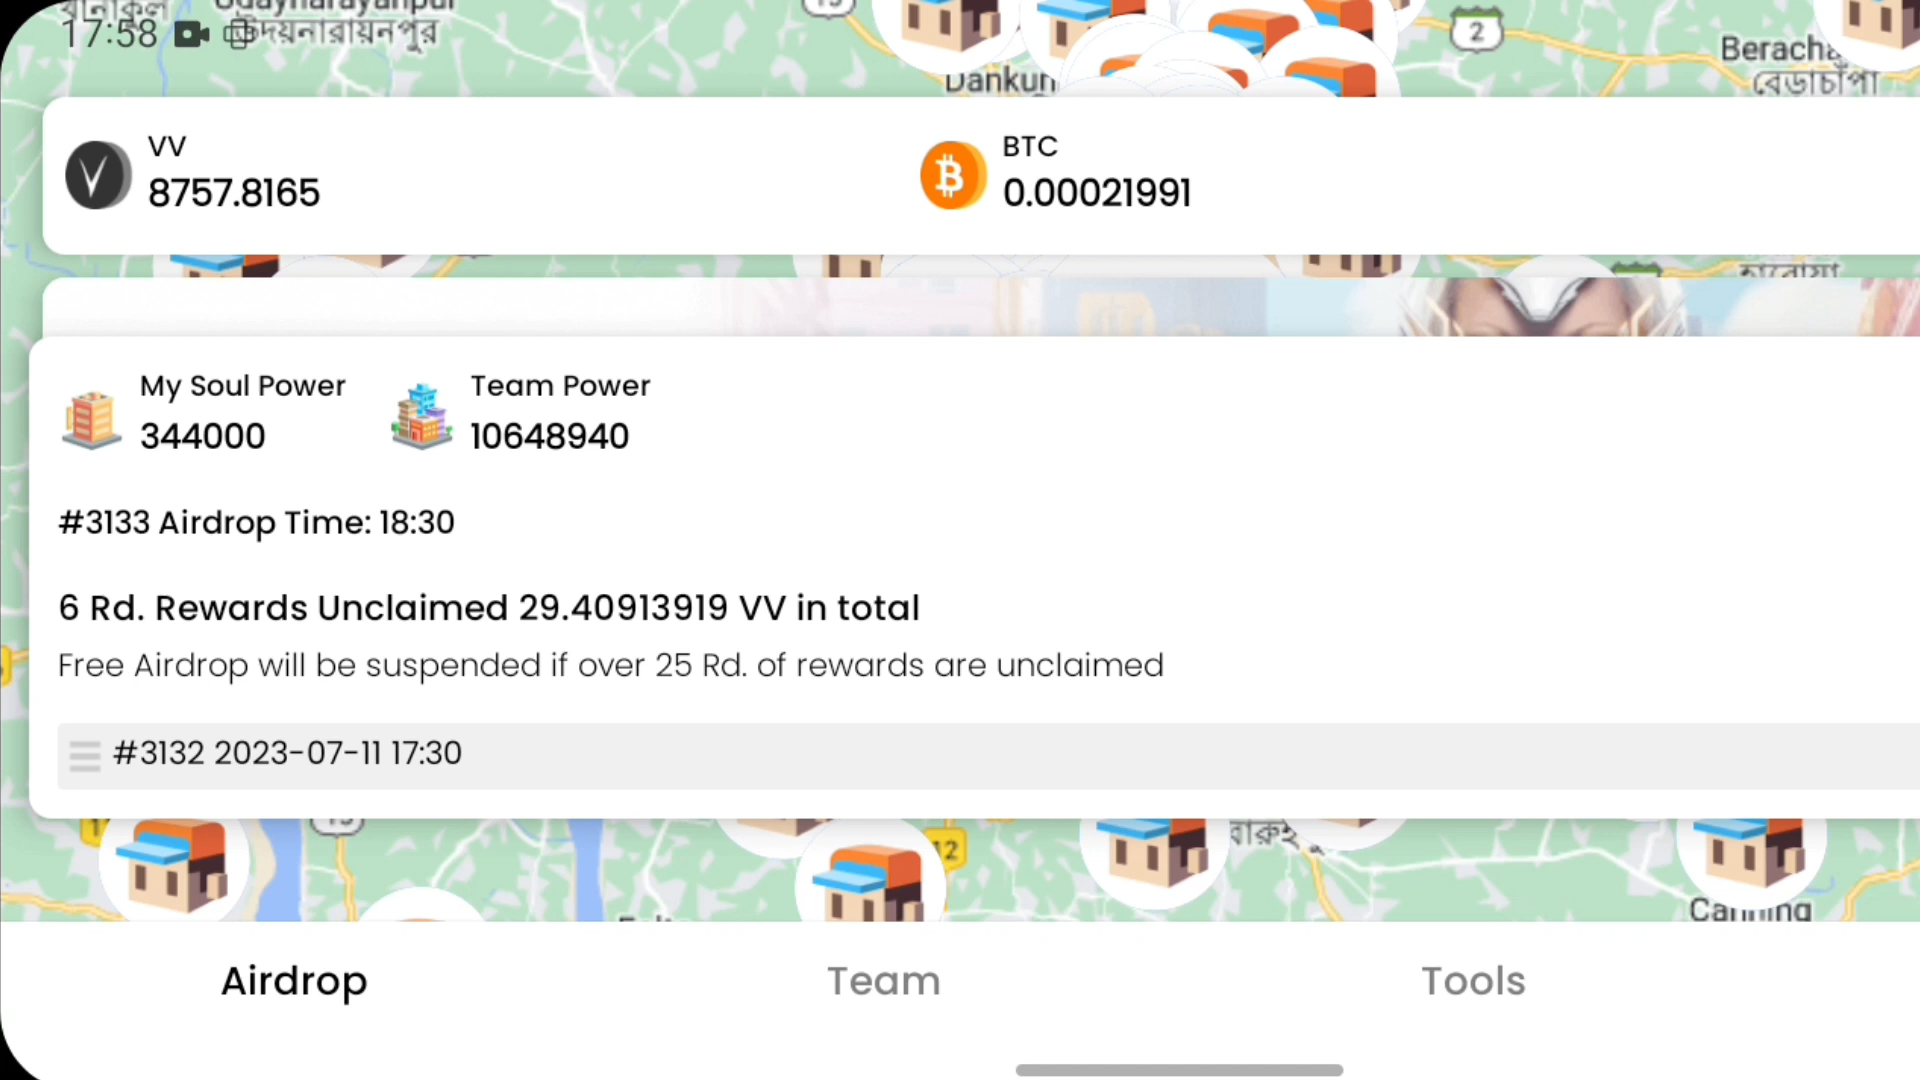 17:58
উদয়নারায়নপুর
2
বেড়াচাঁপা
VV
8757.8165
BTC
0.00021991
My Soul Power
344000
Team Power
10648940
#3133 Airdrop Time: 18:30
6 Rd. Rewards Unclaimed 29.40913919 VV in total
Free Airdrop will be suspended if over 25 Rd. of rewards are unclaimed
#3132 2023-07-11 17:30
12
Canning
Airdrop
Team
Tools